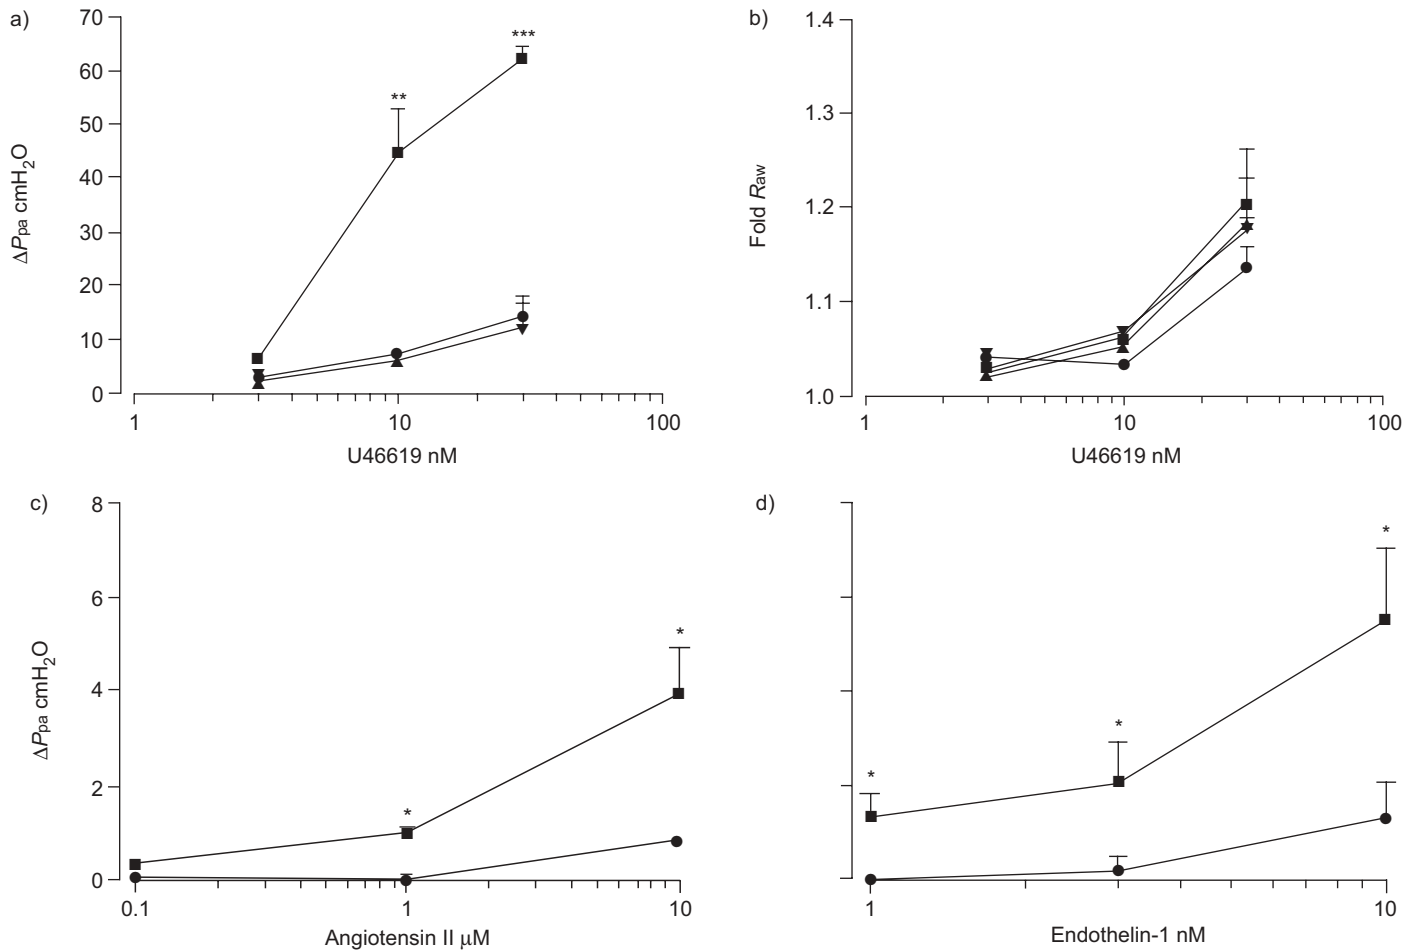 a)
70
60
50
40
30
20
10
0
ΔPpa cmH2O
**
***
1 10 100
U46619 nM
b)
1.4
1.3
1.2
1.1
1.0
Fold Raw
1 10 100
U46619 nM
c)
8
6
4
2
0
ΔPpa cmH2O
*
*
0.1 1 10
Angiotensin II μM
d)
*
*
*
1 10
Endothelin-1 nM